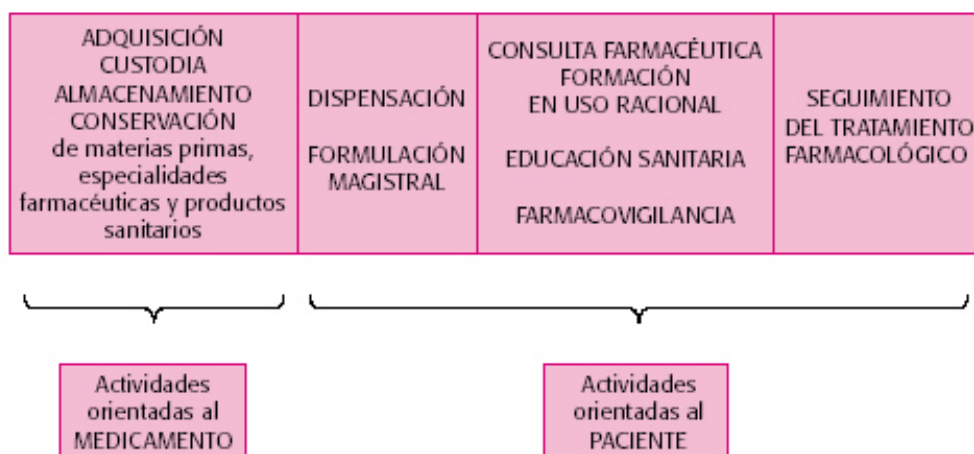 ADQUISICIÓN
CUSTODIA
ALMACENAMIENTO
CONSERVACIÓN
de materias primas,
especialidades
farmacéuticas y productos
sanitarios
DISPENSACIÓN
FORMULACIÓN
MAGISTRAL
CONSULTA FARMACÉUTICA
FORMACIÓN
EN USO RACIONAL
EDUCACIÓN SANITARIA
FARMACOVIGILANCIA
SEGUIMIENTO
DEL TRATAMIENTO
FARMACOLÓGICO
Actividades
orientadas al
MEDICAMENTO
Actividades
orientadas al
PACIENTE